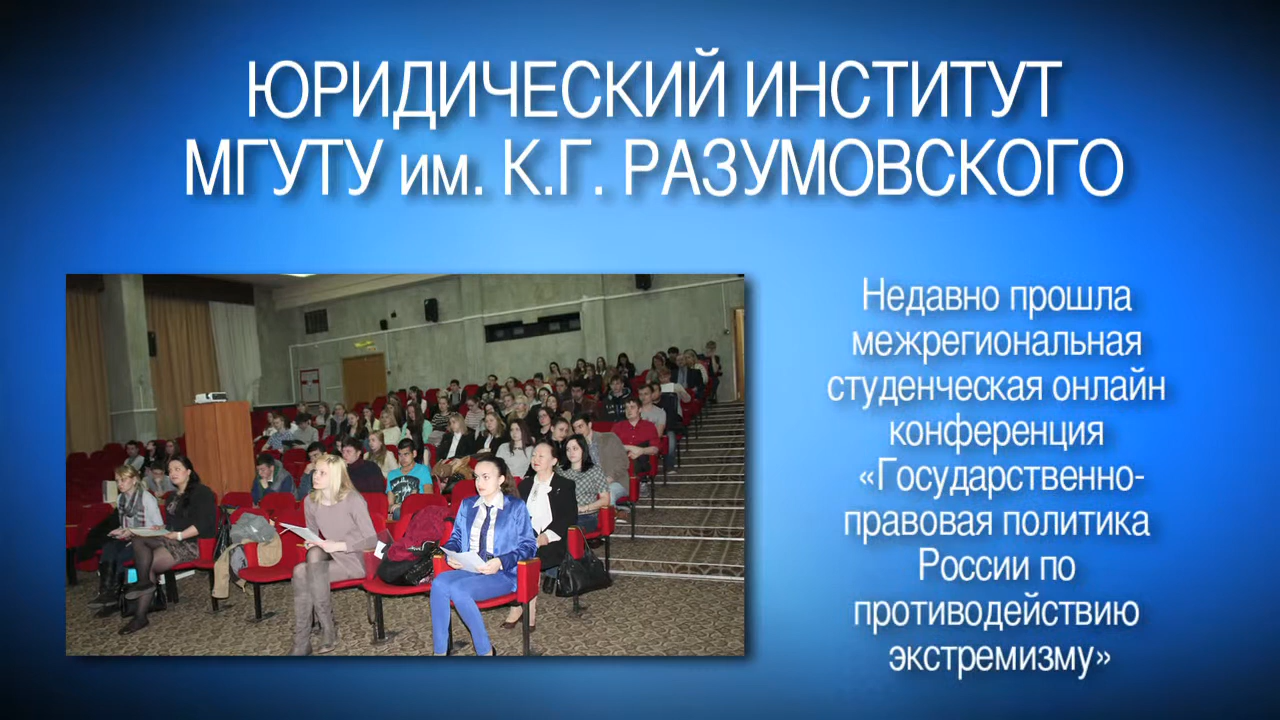 ЮРИДИЧЕСКИЙ ИНСТИТУТ
МГУТУ им. К.Г. РАЗУМОВСКОГО
Недавно прошла
межрегиональная
студенческая онлайн
конференция
«Государственно-
правовая политика
России по
противодействию
экстремизму»